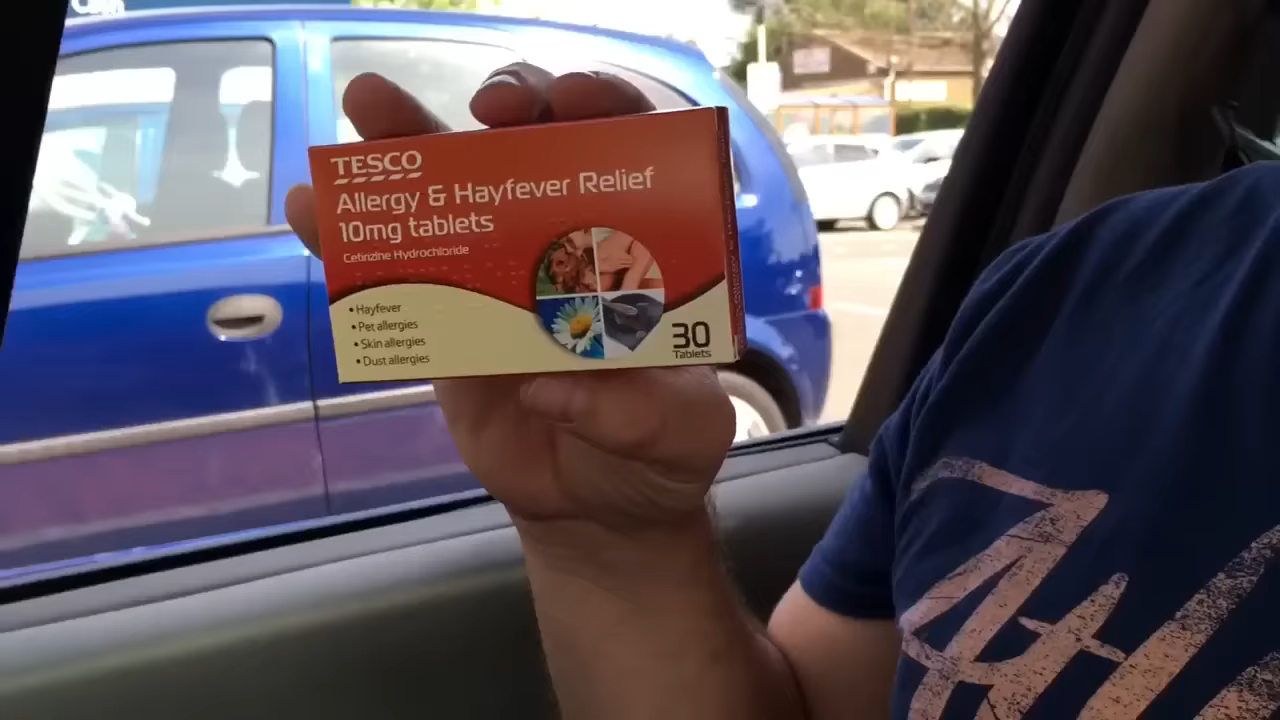 TESCO
Allergy & Hayfever Relief
10mg tablets
Cetirizine Hydrochloride
• Hayfever
• Pet allergies
• Skin allergies
• Dust allergies
30
Tablets